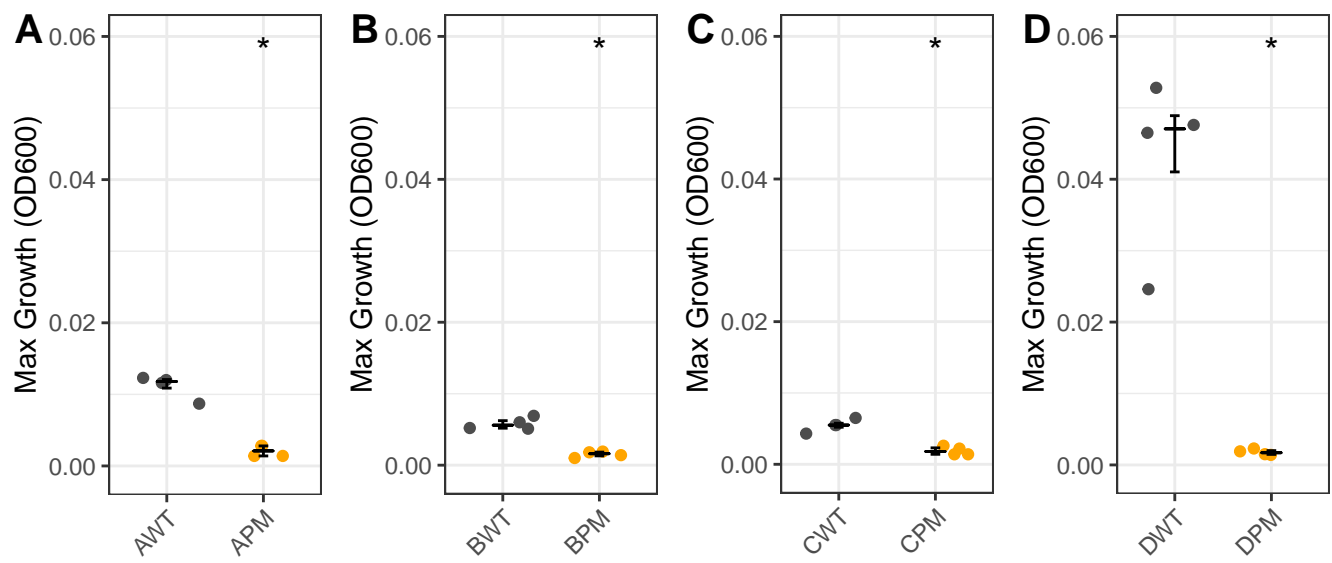 A
Max Growth (OD600)
0.06
0.04
0.02
0.00
*
AWT
APM
B
Max Growth (OD600)
0.06
0.04
0.02
0.00
*
BWT
BPM
C
Max Growth (OD600)
0.06
0.04
0.02
0.00
*
CWT
CPM
D
Max Growth (OD600)
0.06
0.04
0.02
0.00
*
DWT
DPM